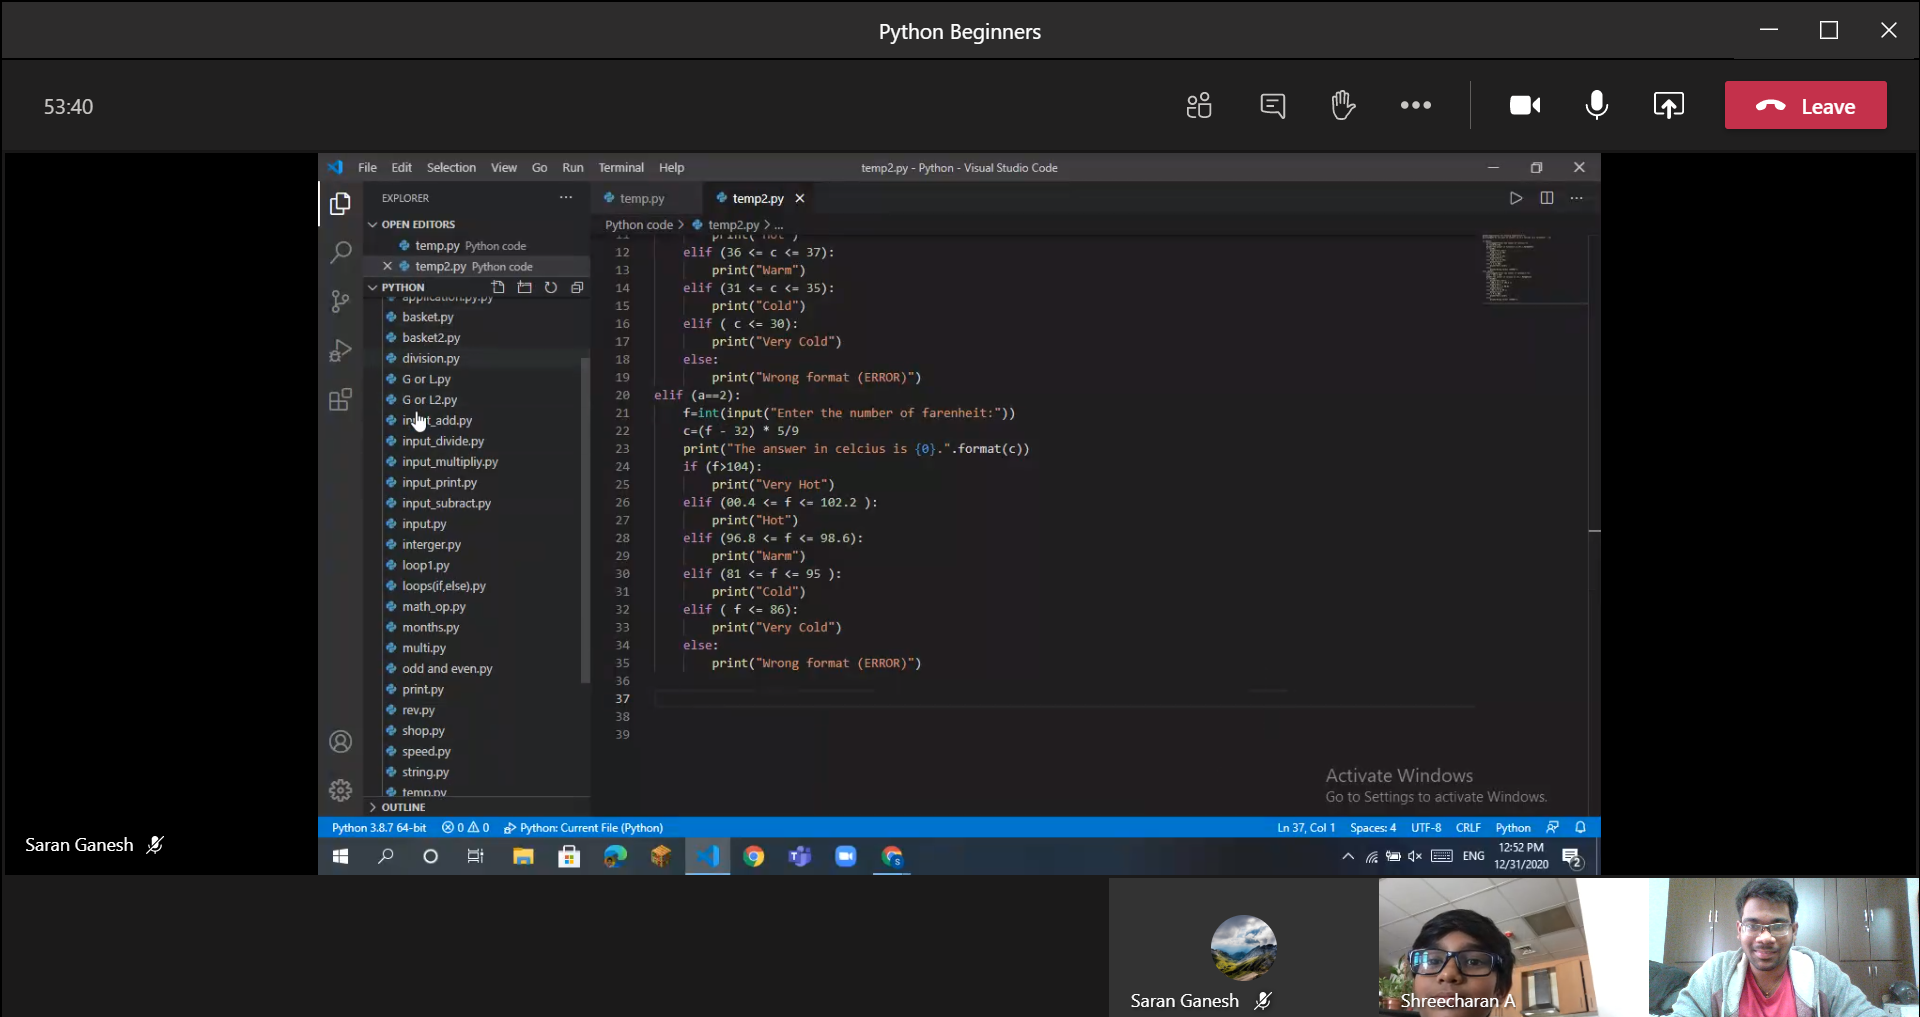 Python Beginners
53:40
Leave
File Edit Selection View Go Run Terminal Help
temp2.py - Python - Visual Studio Code
EXPLORER
temp.py
temp2.py
OPEN EDITORS
Python code > temp2.py > ...
temp.py Python code
temp2.py Python code
PYTHON
application.py.py
basket.py
basket2.py
division.py
G or L.py
G or L2.py
input_add.py
input_divide.py
input_multipliy.py
input_print.py
input_subract.py
input.py
interger.py
loop1.py
loops(if,else).py
math_op.py
months.py
multi.py
odd and even.py
print.py
rev.py
shop.py
speed.py
string.py
temp.py
OUTLINE
11 print("Hot")
12 elif (36 <= c <= 37):
13 print("Warm")
14 elif (31 <= c <= 35):
15 print("Cold")
16 elif ( c <= 30):
17 print("Very Cold")
18 else:
19 print("Wrong format (ERROR)")
20 elif (a==2):
21 f=int(input("Enter the number of farenheit:"))
22 c=(f - 32) * 5/9
23 print("The answer in celcius is {0}.".format(c))
24 if (f>104):
25 print("Very Hot")
26 elif (00.4 <= f <= 102.2 ):
27 print("Hot")
28 elif (96.8 <= f <= 98.6):
29 print("Warm")
30 elif (81 <= f <= 95 ):
31 print("Cold")
32 elif ( f <= 86):
33 print("Very Cold")
34 else:
35 print("Wrong format (ERROR)")
36
37
38
39
Activate Windows
Go to Settings to activate Windows.
Python 3.8.7 64-bit 0 0 Python: Current File (Python)
Ln 37, Col 1 Spaces: 4 UTF-8 CRLF Python
ENG
12:52 PM
12/31/2020
2
Saran Ganesh
Saran Ganesh
Shreecharan A